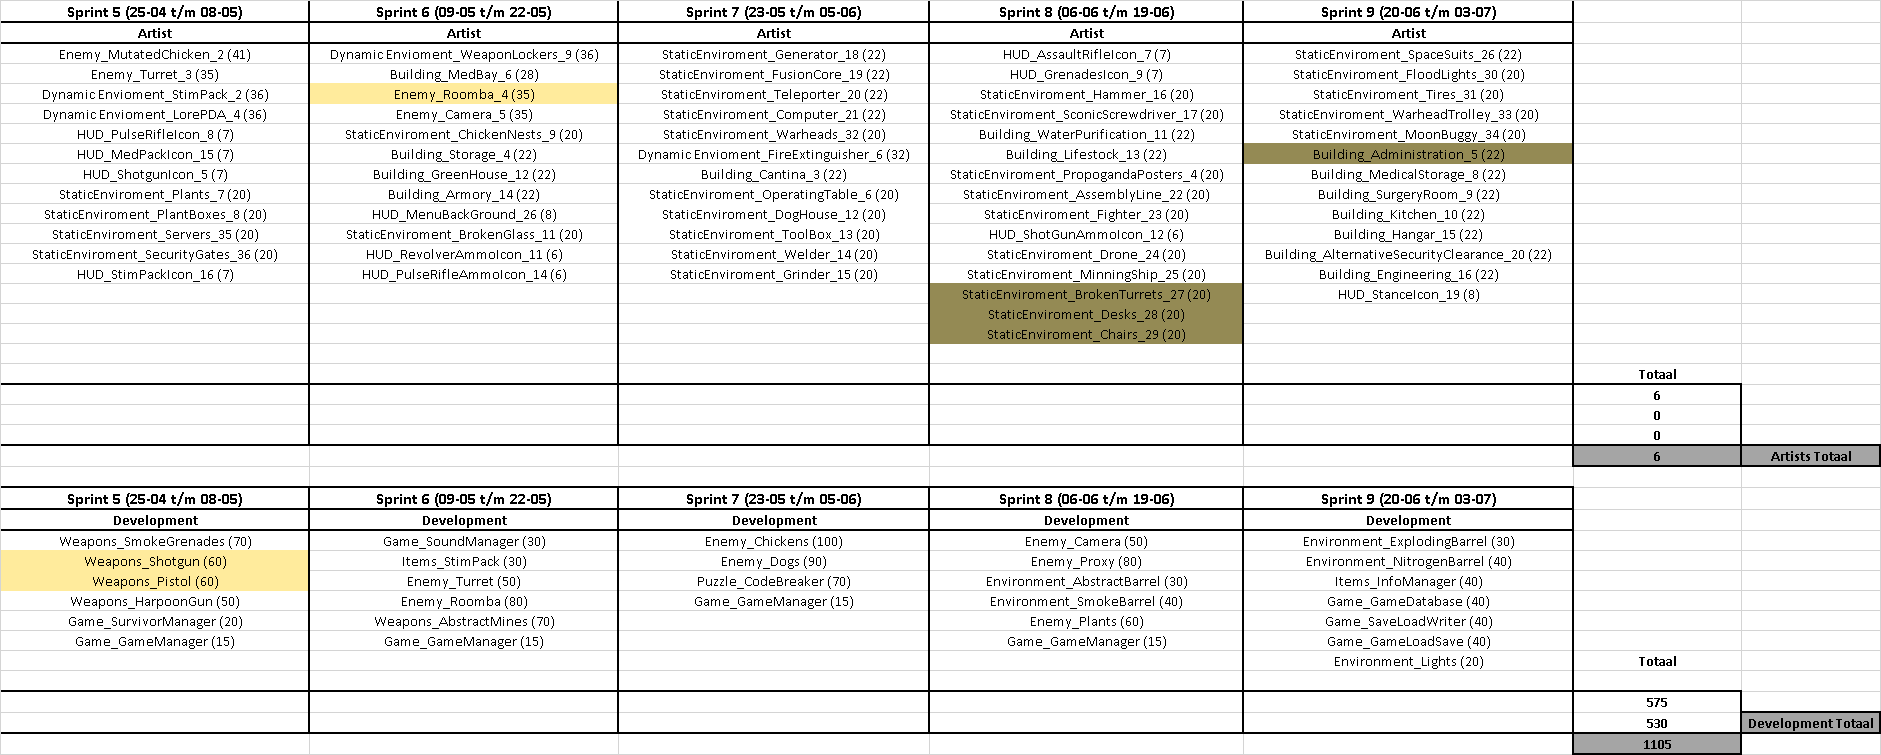 Sprint 5 (25-04 t/m 08-05) Sprint 6 (09-05 t/m 22-05) Sprint 7 (23-05 t/m 05-06) Sprint 8 (06-06 t/m 19-06) Sprint 9 (20-06 t/m 03-07)
Artist Artist Artist Artist Artist
Enemy_MutatedChicken_2 (41) Dynamic Envioment_WeaponLockers_9 (36) StaticEnviroment_Generator_18 (22) HUD_AssaultRifleIcon_7 (7) StaticEnviroment_SpaceSuits_26 (22)
Enemy_Turret_3 (35) Building_MedBay_6 (28) StaticEnviroment_FusionCore_19 (22) HUD_GrenadesIcon_9 (7) StaticEnviroment_FloodLights_30 (20)
Dynamic Envioment_StimPack_2 (36) Enemy_Roomba_4 (35) StaticEnviroment_Teleporter_20 (22) StaticEnviroment_Hammer_16 (20) StaticEnviroment_Tires_31 (20)
Dynamic Envioment_LorePDA_4 (36) Enemy_Camera_5 (35) StaticEnviroment_Computer_21 (22) StaticEnviroment_SconicScrewdriver_17 (20) StaticEnviroment_WarheadTrolley_33 (20)
HUD_PulseRifleIcon_8 (7) StaticEnviroment_ChickenNests_9 (20) StaticEnviroment_Warheads_32 (20) Building_WaterPurification_11 (22) StaticEnviroment_MoonBuggy_34 (20)
HUD_MedPackIcon_15 (7) Building_Storage_4 (22) Dynamic Envioment_FireExtinguisher_6 (32) Building_Lifestock_13 (22) Building_Administration_5 (22)
HUD_ShotgunIcon_5 (7) Building_GreenHouse_12 (22) Building_Cantina_3 (22) StaticEnviroment_PropogandaPosters_4 (20) Building_MedicalStorage_8 (22)
StaticEnviroment_Plants_7 (20) Building_Armory_14 (22) StaticEnviroment_OperatingTable_6 (20) StaticEnviroment_AssemblyLine_22 (20) Building_SurgeryRoom_9 (22)
StaticEnviroment_PlantBoxes_8 (20) HUD_MenuBackGround_26 (8) StaticEnviroment_DogHouse_12 (20) StaticEnviroment_Fighter_23 (20) Building_Kitchen_10 (22)
StaticEnviroment_Servers_35 (20) StaticEnviroment_BrokenGlass_11 (20) StaticEnviroment_ToolBox_13 (20) HUD_ShotGunAmmoIcon_12 (6) Building_Hangar_15 (22)
StaticEnviroment_SecurityGates_36 (20) HUD_RevolverAmmoIcon_11 (6) StaticEnviroment_Welder_14 (20) StaticEnviroment_Drone_24 (20) Building_AlternativeSecurityClearance_20 (22)
HUD_StimPackIcon_16 (7) HUD_PulseRifleAmmoIcon_14 (6) StaticEnviroment_Grinder_15 (20) StaticEnviroment_MinningShip_25 (20) Building_Engineering_16 (22)
StaticEnviroment_BrokenTurrets_27 (20) HUD_StanceIcon_19 (8)
StaticEnviroment_Desks_28 (20)
StaticEnviroment_Chairs_29 (20)
Totaal
6
0
0
6 Artists Totaal
Sprint 5 (25-04 t/m 08-05) Sprint 6 (09-05 t/m 22-05) Sprint 7 (23-05 t/m 05-06) Sprint 8 (06-06 t/m 19-06) Sprint 9 (20-06 t/m 03-07)
Development Development Development Development Development
Weapons_SmokeGrenades (70) Game_SoundManager (30) Enemy_Chickens (100) Enemy_Camera (50) Environment_ExplodingBarrel (30)
Weapons_Shotgun (60) Items_StimPack (30) Enemy_Dogs (90) Enemy_Proxy (80) Environment_NitrogenBarrel (40)
Weapons_Pistol (60) Enemy_Turret (50) Puzzle_CodeBreaker (70) Environment_AbstractBarrel (30) Items_InfoManager (40)
Weapons_HarpoonGun (50) Enemy_Roomba (80) Game_GameManager (15) Environment_SmokeBarrel (40) Game_GameDatabase (40)
Game_SurvivorManager (20) Weapons_AbstractMines (70) Enemy_Plants (60) Game_SaveLoadWriter (40)
Game_GameManager (15) Game_GameManager (15) Game_GameManager (15) Game_GameLoadSave (40)
Environment_Lights (20) Totaal
575
530 Development Totaal
1105